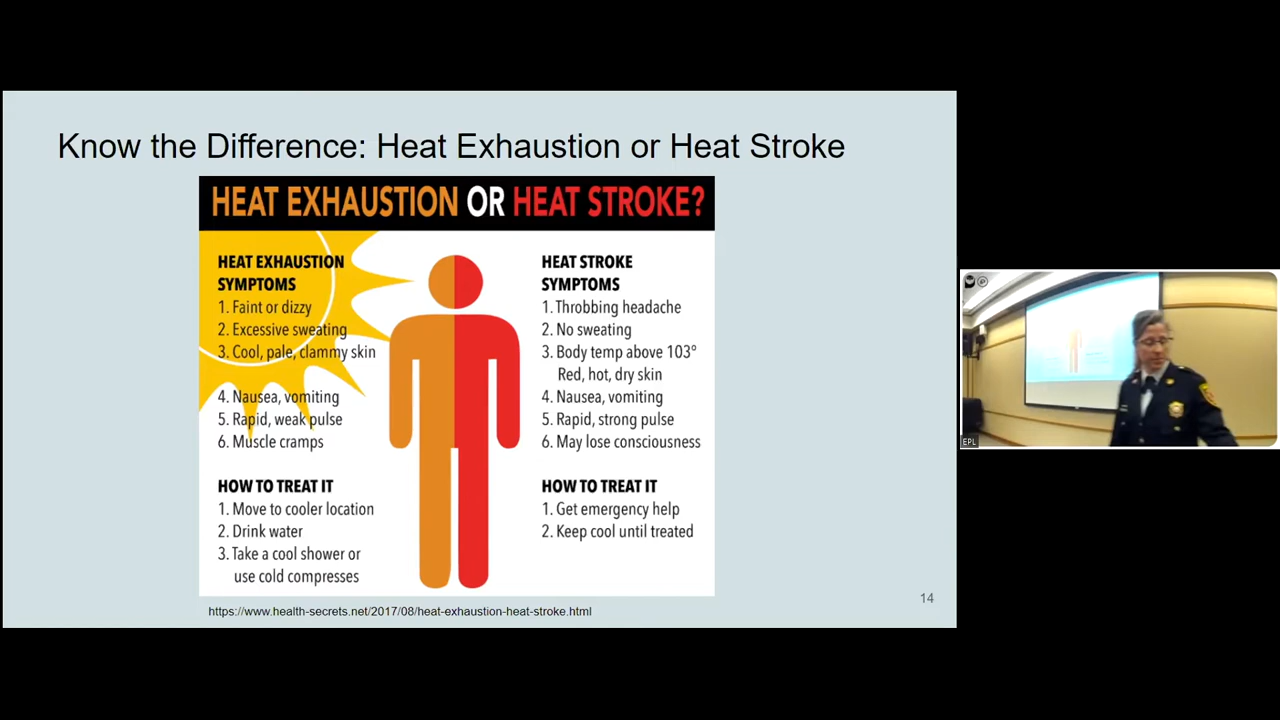 Know the Difference: Heat Exhaustion or Heat Stroke
HEAT EXHAUSTION OR HEAT STROKE?
HEAT EXHAUSTION
SYMPTOMS
1. Faint or dizzy
2. Excessive sweating
3. Cool, pale, clammy skin
4. Nausea, vomiting
5. Rapid, weak pulse
6. Muscle cramps
HOW TO TREAT IT
1. Move to cooler location
2. Drink water
3. Take a cool shower or
use cold compresses
HEAT STROKE
SYMPTOMS
1. Throbbing headache
2. No sweating
3. Body temp above 103°
Red, hot, dry skin
4. Nausea, vomiting
5. Rapid, strong pulse
6. May lose consciousness
HOW TO TREAT IT
1. Get emergency help
2. Keep cool until treated
https://www.health-secrets.net/2017/08/heat-exhaustion-heat-stroke.html
14
EPL